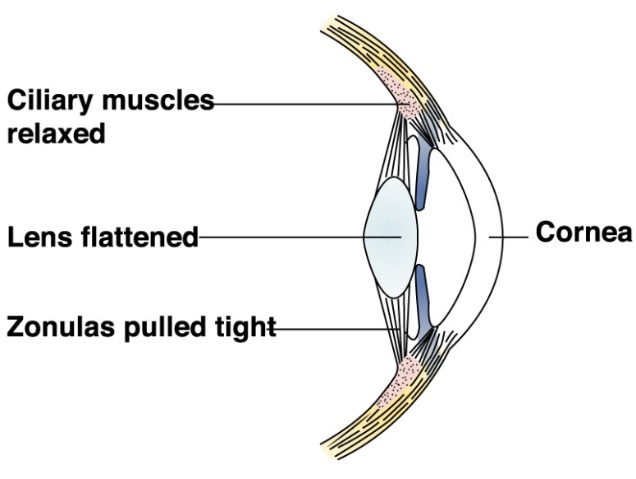 Ciliary muscles
relaxed
Lens flattened
Cornea
Zonulas pulled tight